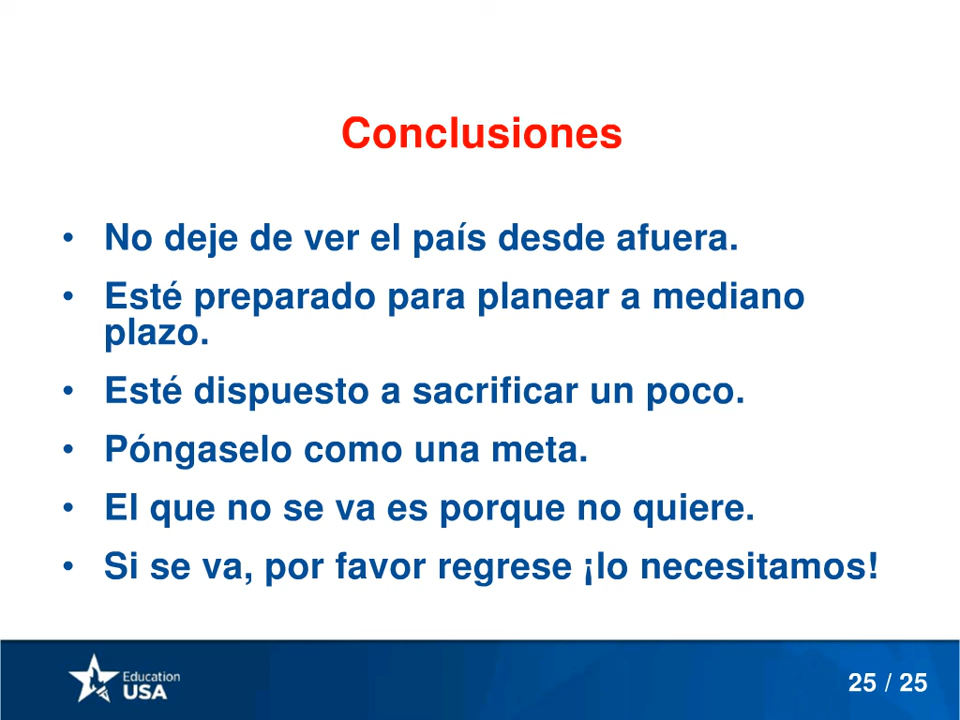 Conclusiones
• No deje de ver el país desde afuera.
• Esté preparado para planear a mediano
plazo.
• Esté dispuesto a sacrificar un poco.
• Póngaselo como una meta.
• El que no se va es porque no quiere.
• Si se va, por favor regrese ¡lo necesitamos!
Education
USA
25 / 25